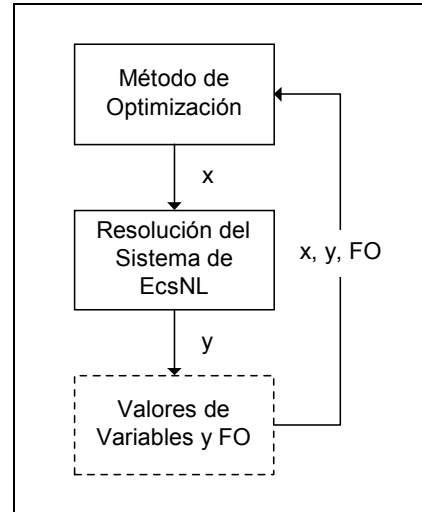 Método de
Optimización
x
Resolución del
Sistema de
EcsNL
x, y, FO
y
Valores de
Variables y FO